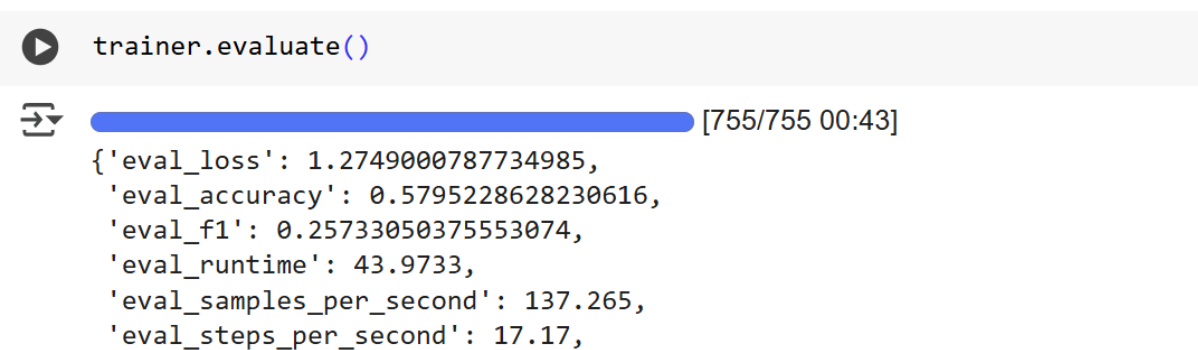 trainer.evaluate()
[755/755 00:43]
{'eval_loss': 1.2749000787734985,
'eval_accuracy': 0.5795228628230616,
'eval_f1': 0.25733050375553074,
'eval_runtime': 43.9733,
'eval_samples_per_second': 137.265,
'eval_steps_per_second': 17.17,